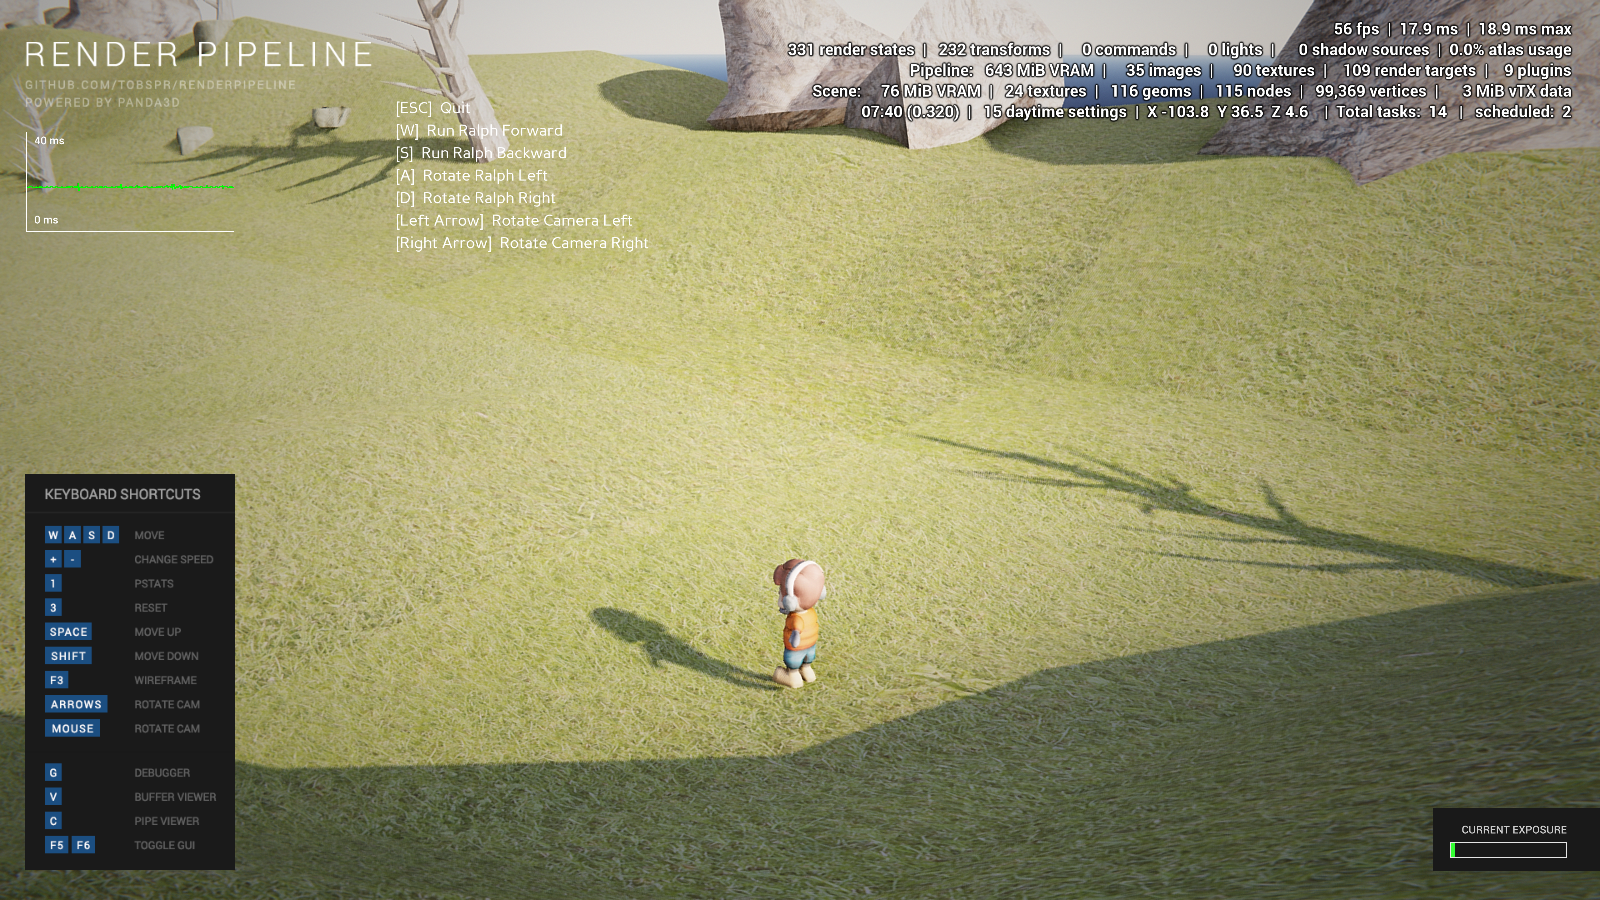 RENDER PIPELINE
GITHUB.COM/TOBSPR/RENDERPIPELINE
POWERED BY PANDA3D
40 ms
0 ms
[ESC] Quit
[W] Run Ralph Forward
[S] Run Ralph Backward
[A] Rotate Ralph Left
[D] Rotate Ralph Right
[Left Arrow] Rotate Camera Left
[Right Arrow] Rotate Camera Right
56 fps | 17.9 ms | 18.9 ms max
331 render states | 232 transforms | 0 commands | 0 lights | 0 shadow sources | 0.0% atlas usage
Pipeline: 643 MiB VRAM | 35 images | 90 textures | 109 render targets | 9 plugins
Scene: 76 MiB VRAM | 24 textures | 116 geoms | 115 nodes | 99,369 vertices | 3 MiB vTX data
07:40 (0.320) | 15 daytime settings | X -103.8 Y 36.5 Z 4.6 | Total tasks: 14 | scheduled: 2
KEYBOARD SHORTCUTS
W A S D MOVE
+ - CHANGE SPEED
1 PSTATS
3 RESET
SPACE MOVE UP
SHIFT MOVE DOWN
F3 WIREFRAME
ARROWS ROTATE CAM
MOUSE ROTATE CAM
G DEBUGGER
V BUFFER VIEWER
C PIPE VIEWER
F5 F6 TOGGLE GUI
CURRENT EXPOSURE